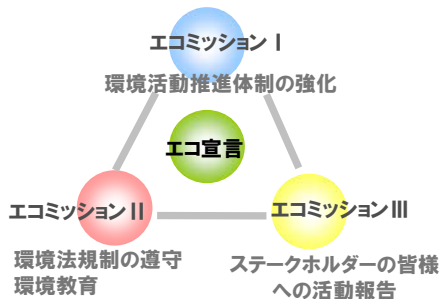 エコミッションⅠ
環境活動推進体制の強化
エコ宣言
エコミッションⅡ
環境法規制の遵守
環境教育
エコミッションⅢ
ステークホルダーの皆様
への活動報告